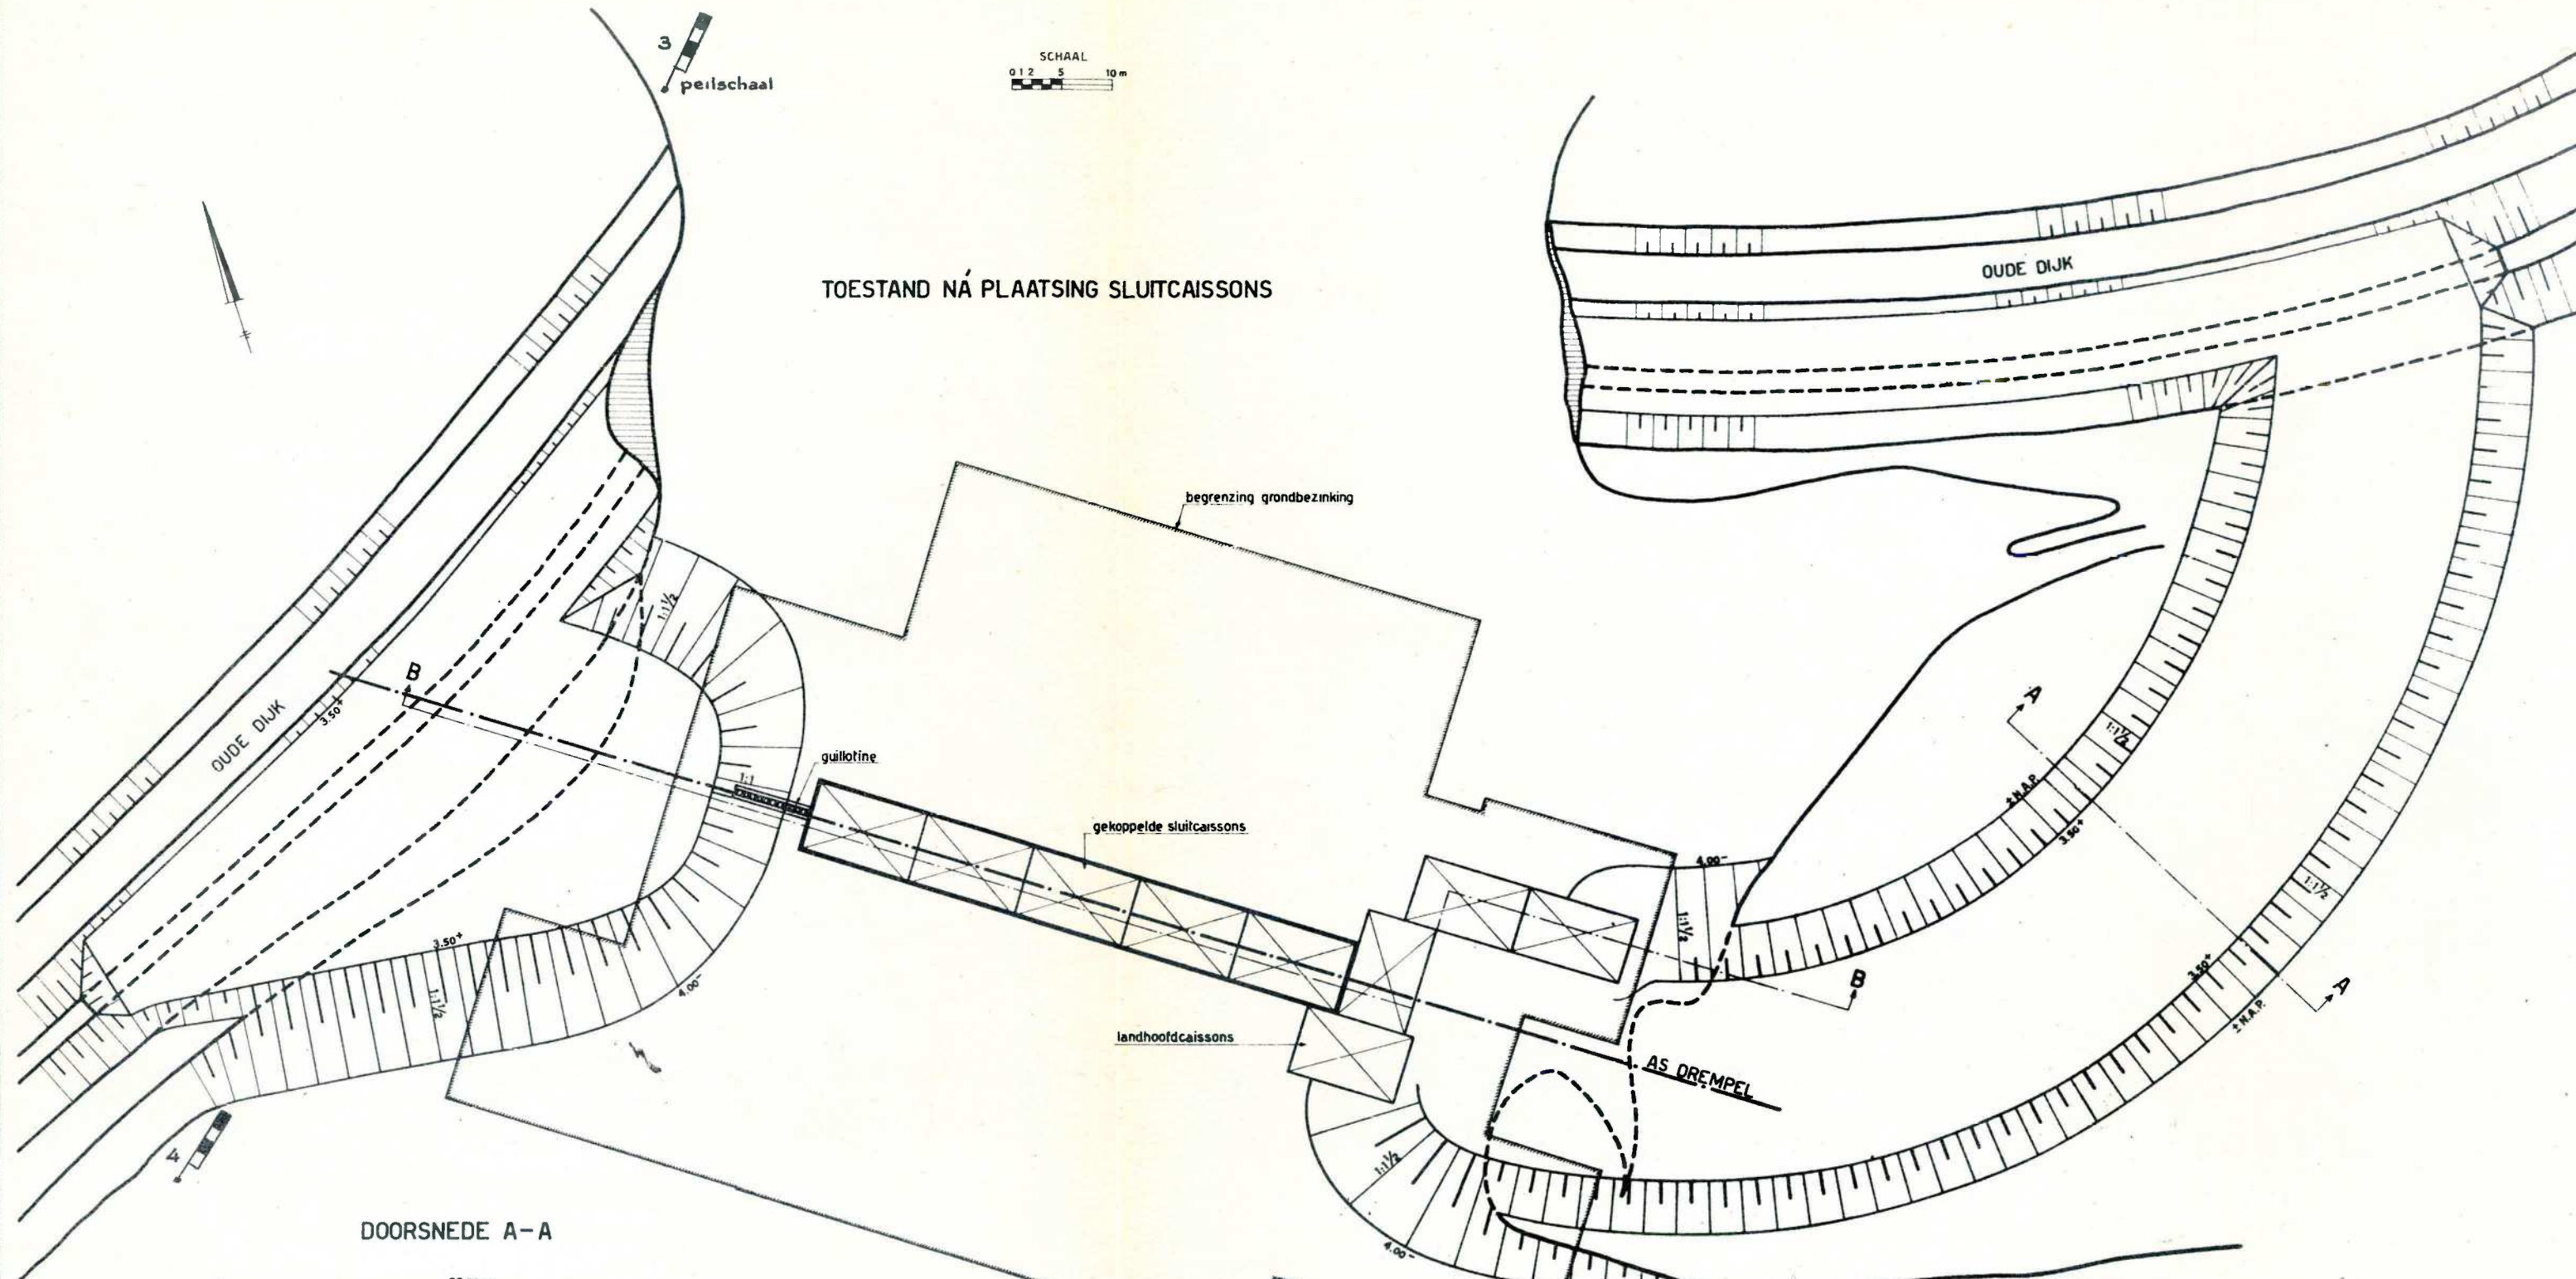 3
peilschaal
SCHAAL
0 1 2 5 10 m
TOESTAND NÁ PLAATSING SLUITCAISSONS
OUDE DIJK
begrenzing grondbezinking
1:1½
B
3.50+
OUDE DIJK
guillotine
1:1
gekoppelde sluitcaissons
A
1:1½
± N.A.P.
3.50+
4.00-
1:1½
1:1½
3.50+
1:1½
4.00-
B
3.50+
A
± N.A.P.
landhoofdcaissons
AS DREMPEL
4
1:1½
4.00-
DOORSNEDE A-A